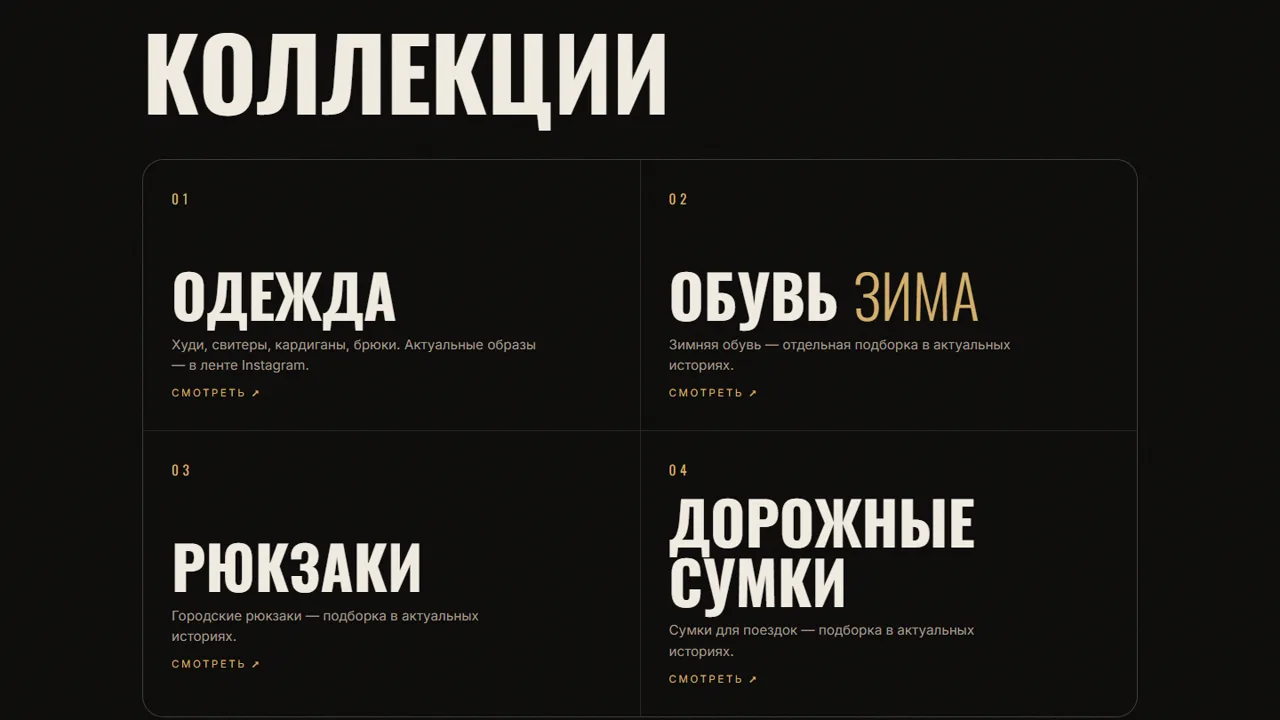 КОЛЛЕКЦИИ
01
ОДЕЖДА
Худи, свитеры, кардиганы, брюки. Актуальные образы
— в ленте Instagram.
СМОТРЕТЬ ↗
02
ОБУВЬ ЗИМА
Зимняя обувь — отдельная подборка в актуальных
историях.
СМОТРЕТЬ ↗
03
РЮКЗАКИ
Городские рюкзаки — подборка в актуальных
историях.
СМОТРЕТЬ ↗
04
ДОРОЖНЫЕ
СУМКИ
Сумки для поездок — подборка в актуальных
историях.
СМОТРЕТЬ ↗